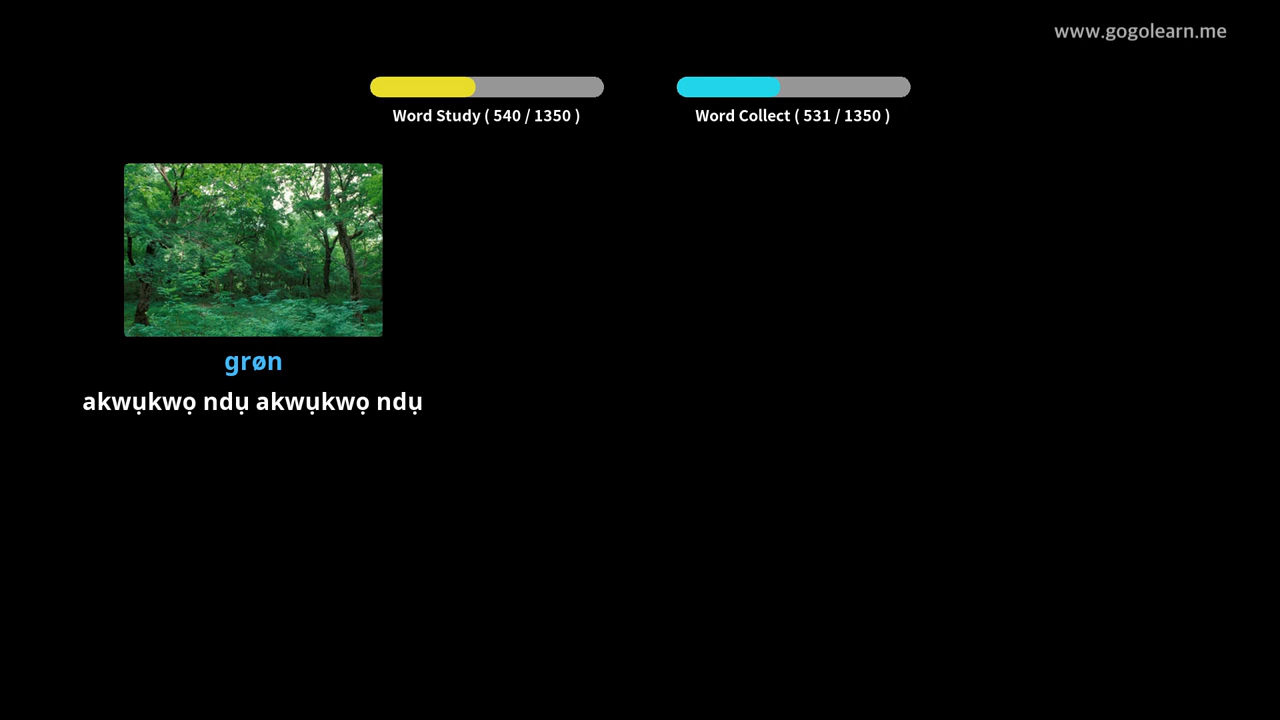 www.gogolearn.me
Word Study ( 540 / 1350 )
Word Collect ( 531 / 1350 )
grøn
akwụkwọ ndụ akwụkwọ ndụ